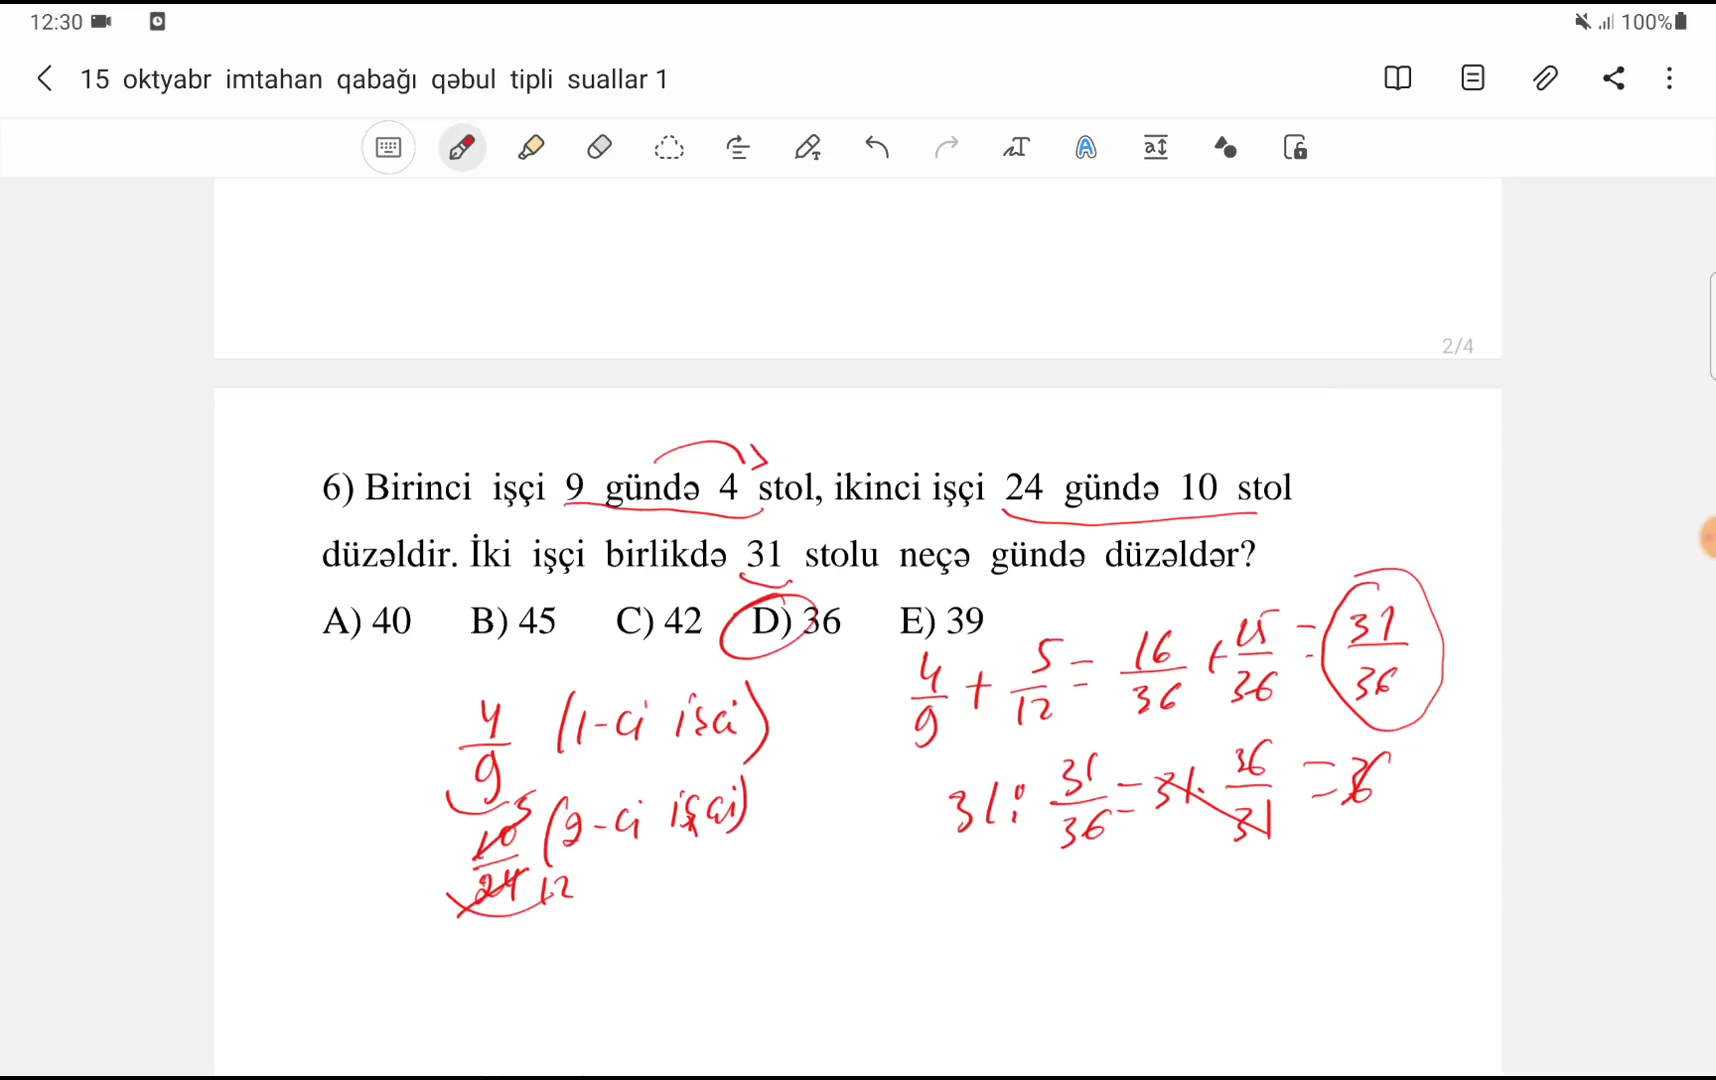 12:30
100%
15 oktyabr imtahan qabağı qəbul tipli suallar 1
2/4
6) Birinci işçi 9 gündə 4 stol, ikinci işçi 24 gündə 10 stol
düzəldir. İki işçi birlikdə 31 stolu neçə gündə düzəldər?
A) 40 B) 45 C) 42 D) 36 E) 39
4/9 + 5/12 = 16/36 + 15/36 = 31/36
4/9 (1-ci işçi)
31 : 31/36 = 31 · 36/31 = 36
10/24 5/12 (2-ci işçi)